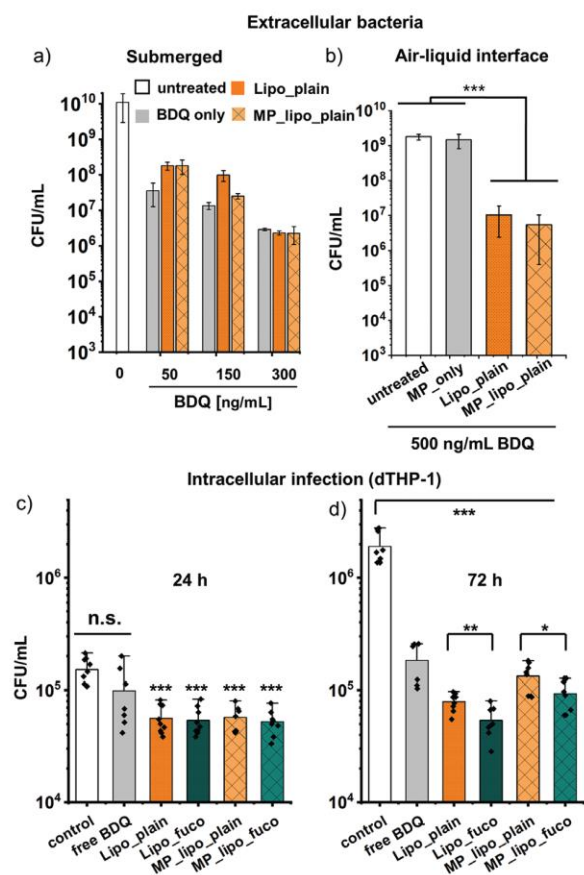 Extracellular bacteria
a)
Submerged
untreated
Lipo_plain
BDQ only
MP_lipo_plain
CFU/mL
10^10
10^9
10^8
10^7
10^6
10^5
10^4
10^3
0
50
150
300
BDQ [ng/mL]
b)
Air-liquid interface
***
CFU/mL
10^10
10^9
10^8
10^7
10^6
10^5
10^4
10^3
untreated
MP_only
Lipo_plain
MP_lipo_plain
500 ng/mL BDQ
Intracellular infection (dTHP-1)
c)
24 h
n.s.
*** *** *** ***
CFU/mL
10^6
10^5
10^4
control
free BDQ
Lipo_plain
Lipo_fuco
MP_lipo_plain
MP_lipo_fuco
d)
***
72 h
** *
10^6
10^5
10^4
control
free BDQ
Lipo_plain
Lipo_fuco
MP_lipo_plain
MP_lipo_fuco